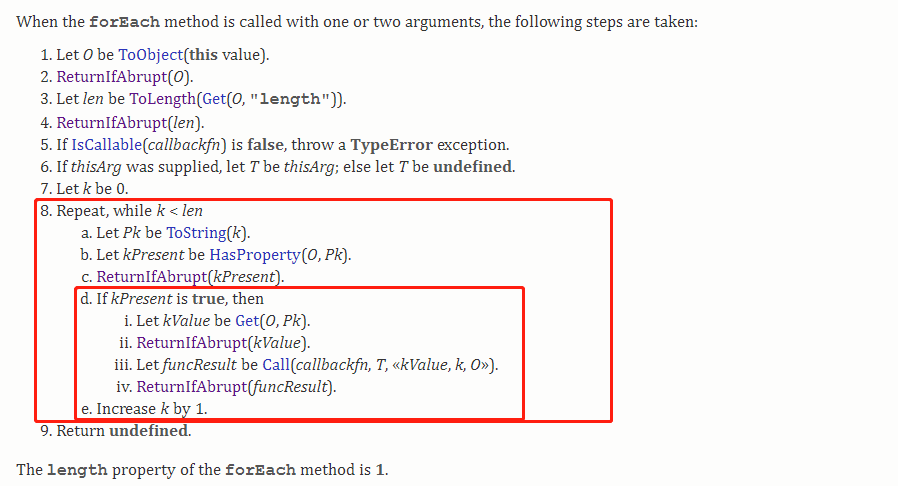 When the forEach method is called with one or two arguments, the following steps are taken:
1. Let O be ToObject(this value).
2. ReturnIfAbrupt(O).
3. Let len be ToLength(Get(O, "length")).
4. ReturnIfAbrupt(len).
5. If IsCallable(callbackfn) is false, throw a TypeError exception.
6. If thisArg was supplied, let T be thisArg; else let T be undefined.
7. Let k be 0.
8. Repeat, while k < len
a. Let Pk be ToString(k).
b. Let kPresent be HasProperty(O, Pk).
c. ReturnIfAbrupt(kPresent).
d. If kPresent is true, then
i. Let kValue be Get(O, Pk).
ii. ReturnIfAbrupt(kValue).
iii. Let funcResult be Call(callbackfn, T, «kValue, k, O»).
iv. ReturnIfAbrupt(funcResult).
e. Increase k by 1.
9. Return undefined.
The length property of the forEach method is 1.